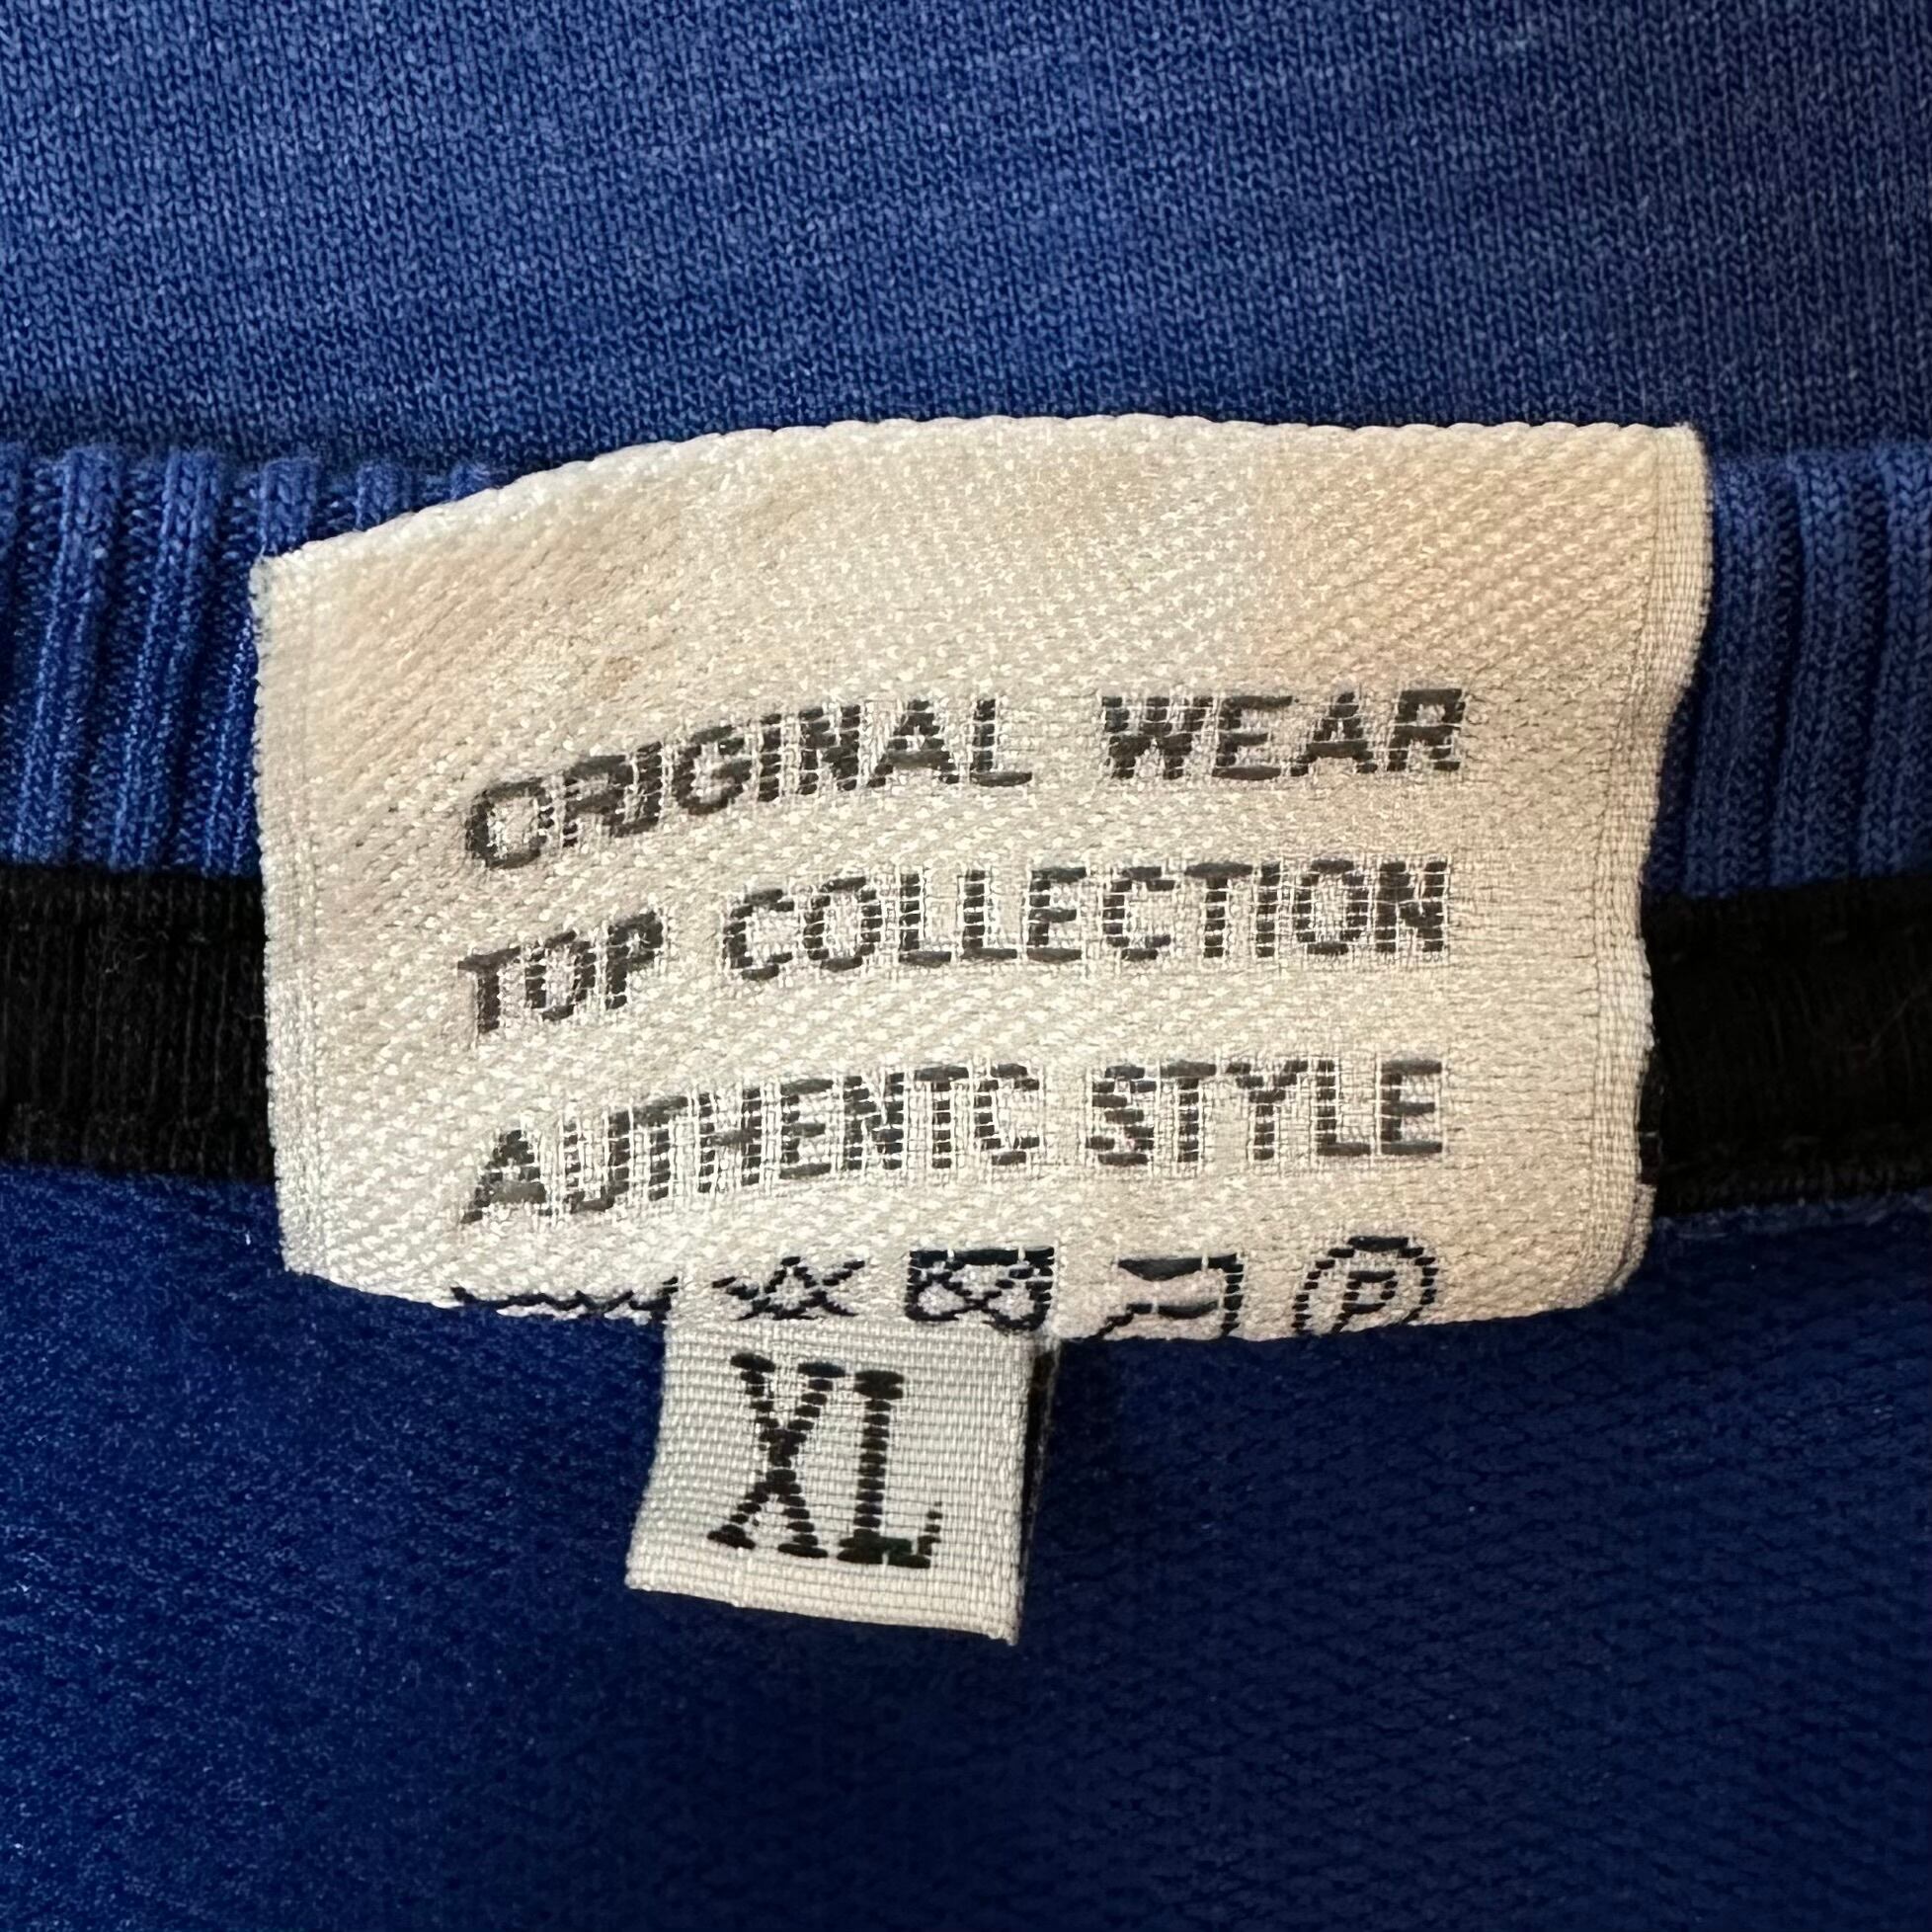 ORIGINAL WEAR
TOP COLLECTION
AUTHENTC STYLE
P
XL